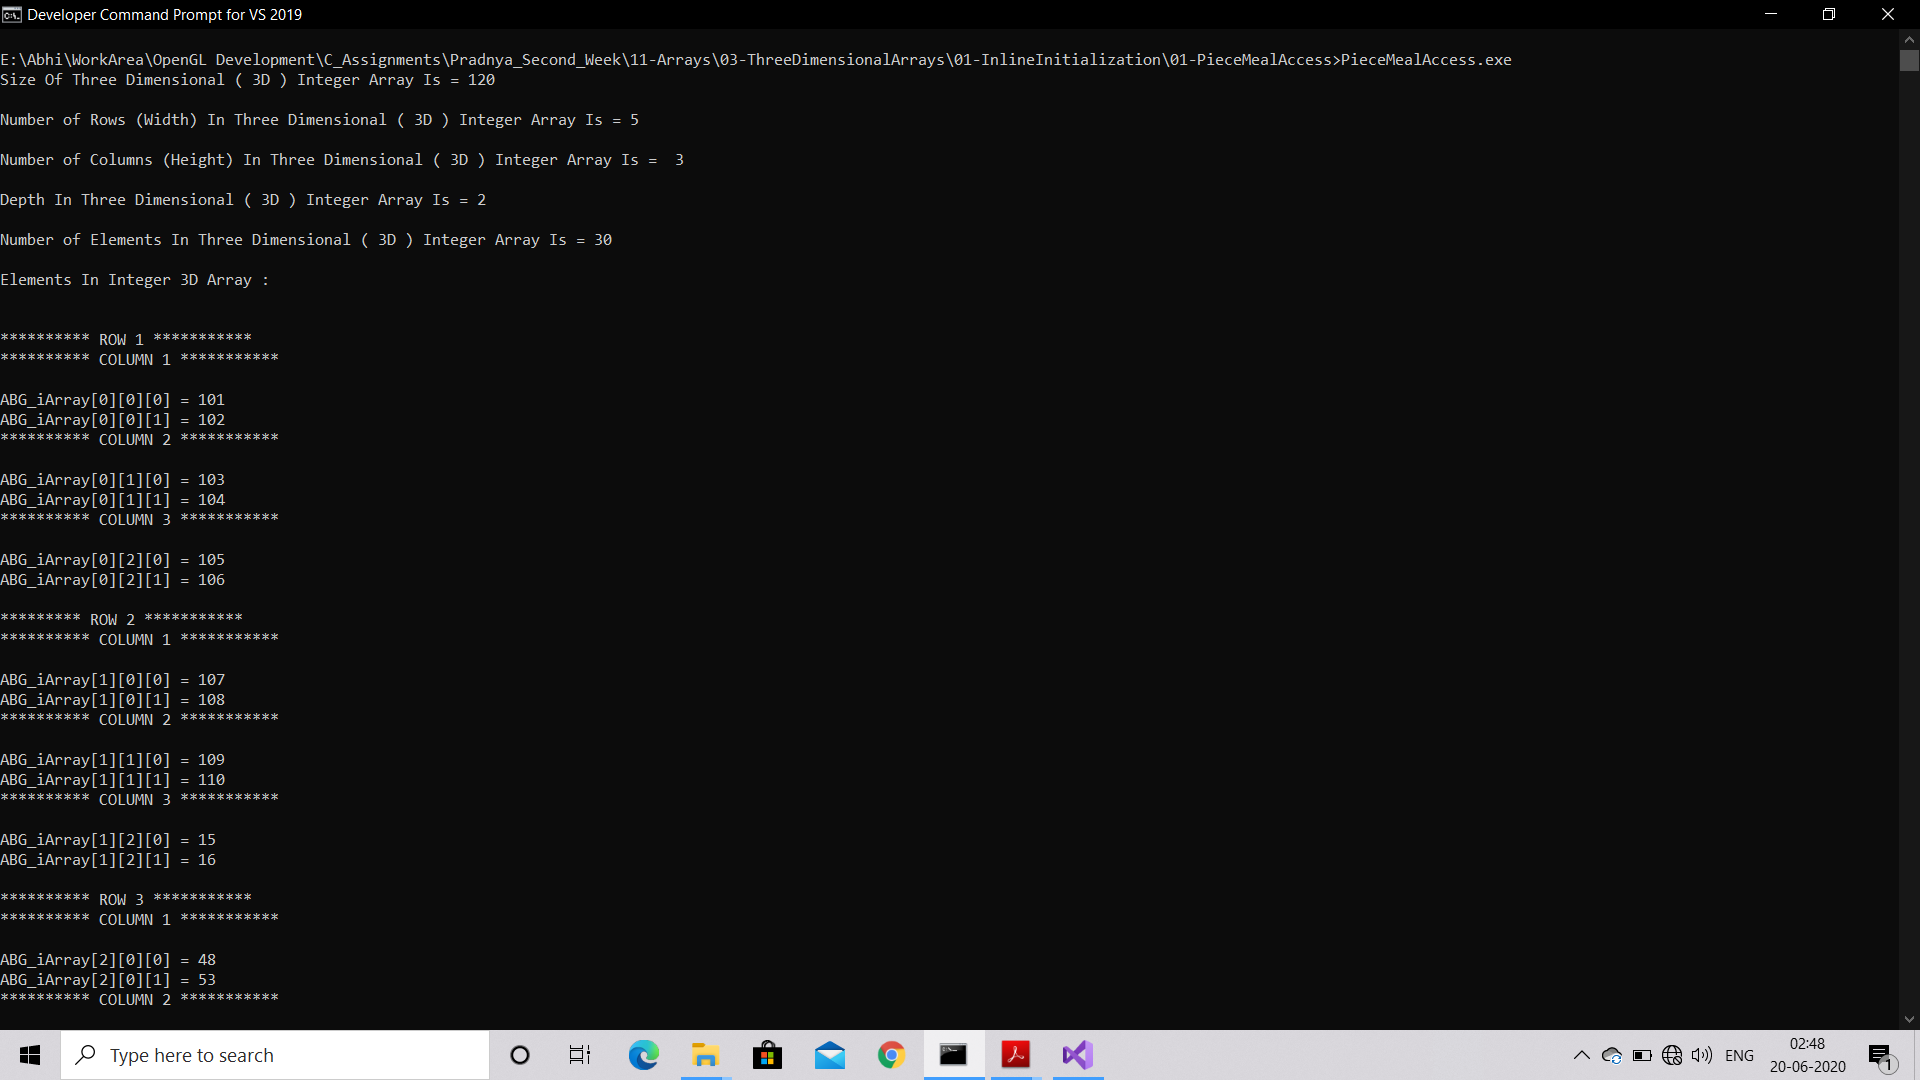 Developer Command Prompt for VS 2019
E:\Abhi\WorkArea\OpenGL Development\C_Assignments\Pradnya_Second_Week\11-Arrays\03-ThreeDimensionalArrays\01-InlineInitialization\01-PieceMealAccess>PieceMealAccess.exe
Size Of Three Dimensional ( 3D ) Integer Array Is = 120
Number of Rows (Width) In Three Dimensional ( 3D ) Integer Array Is = 5
Number of Columns (Height) In Three Dimensional ( 3D ) Integer Array Is =  3
Depth In Three Dimensional ( 3D ) Integer Array Is = 2
Number of Elements In Three Dimensional ( 3D ) Integer Array Is = 30
Elements In Integer 3D Array :
********** ROW 1 ***********
********** COLUMN 1 ***********
ABG_iArray[0][0][0] = 101
ABG_iArray[0][0][1] = 102
********** COLUMN 2 ***********
ABG_iArray[0][1][0] = 103
ABG_iArray[0][1][1] = 104
********** COLUMN 3 ***********
ABG_iArray[0][2][0] = 105
ABG_iArray[0][2][1] = 106
********* ROW 2 ***********
********** COLUMN 1 ***********
ABG_iArray[1][0][0] = 107
ABG_iArray[1][0][1] = 108
********** COLUMN 2 ***********
ABG_iArray[1][1][0] = 109
ABG_iArray[1][1][1] = 110
********** COLUMN 3 ***********
ABG_iArray[1][2][0] = 15
ABG_iArray[1][2][1] = 16
********** ROW 3 ***********
********** COLUMN 1 ***********
ABG_iArray[2][0][0] = 48
ABG_iArray[2][0][1] = 53
********** COLUMN 2 ***********
Type here to search
ENG
02:48
20-06-2020
1